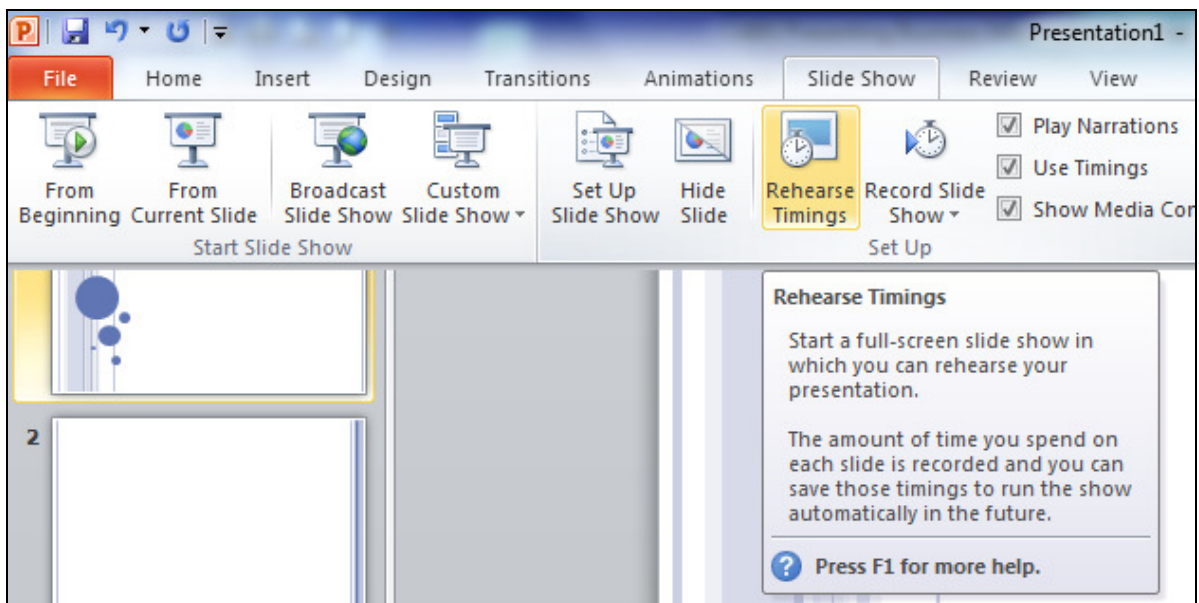 Presentation1 -
File Home Insert Design Transitions Animations Slide Show Review View
From Beginning
From Current Slide
Broadcast Slide Show
Custom Slide Show
Set Up Slide Show
Hide Slide
Rehearse Timings
Record Slide Show
Play Narrations
Use Timings
Show Media Con
Start Slide Show
Set Up
Rehearse Timings
Start a full-screen slide show in
which you can rehearse your
presentation.
The amount of time you spend on
each slide is recorded and you can
save those timings to run the show
automatically in the future.
Press F1 for more help.
2